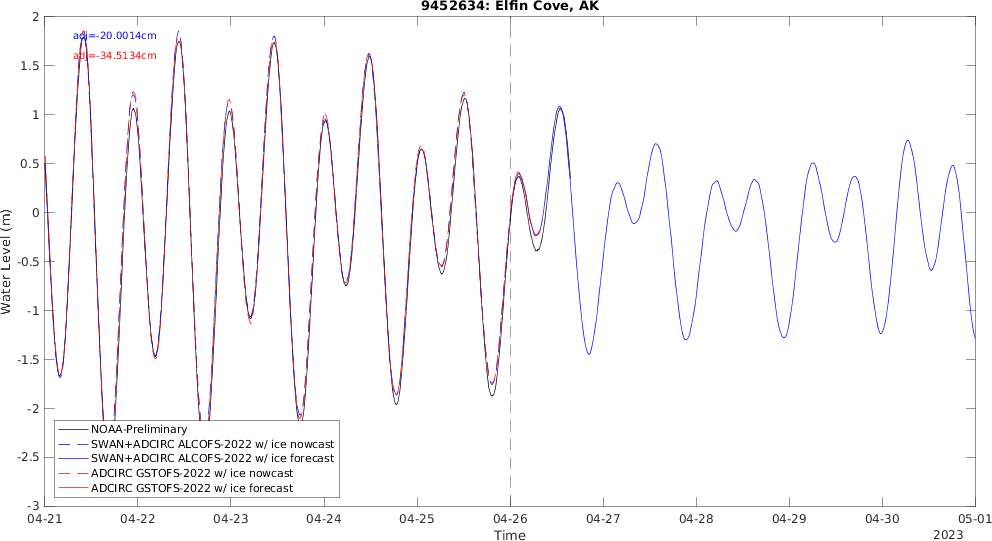 9452634: Elfin Cove, AK
adj=-20.0014cm
adj=-34.5134cm
Water Level (m)
2
1.5
1
0.5
0
-0.5
-1
-1.5
-2
-2.5
-3
NOAA-Preliminary
SWAN+ADCIRC ALCOFS-2022 w/ ice nowcast
SWAN+ADCIRC ALCOFS-2022 w/ ice forecast
ADCIRC GSTOFS-2022 w/ ice nowcast
ADCIRC GSTOFS-2022 w/ ice forecast
04-21 04-22 04-23 04-24 04-25 04-26 04-27 04-28 04-29 04-30 05-01
Time
2023